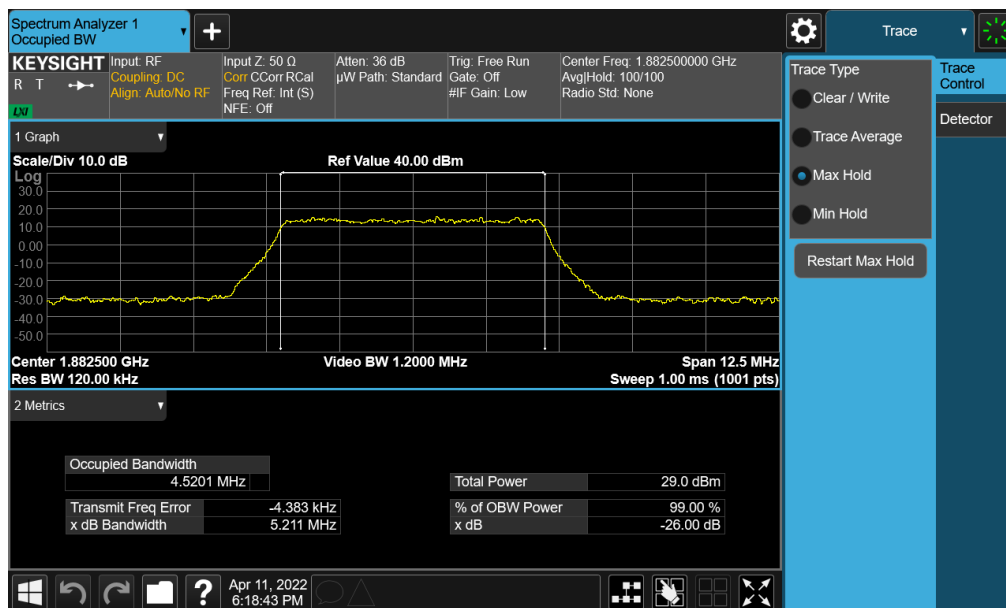 Spectrum Analyzer 1
Occupied BW
+
Trace
KEYSIGHT
R T
LXI
Input: RF
Coupling: DC
Align: Auto/No RF
Input Z: 50 Ω
Corr CCorr RCal
Freq Ref: Int (S)
NFE: Off
Atten: 36 dB
µW Path: Standard
Trig: Free Run
Gate: Off
#IF Gain: Low
Center Freq: 1.882500000 GHz
Avg|Hold: 100/100
Radio Std: None
Trace Type
Clear / Write
Trace Average
Max Hold
Min Hold
Restart Max Hold
Trace
Control
Detector
1 Graph
Scale/Div 10.0 dB
Ref Value 40.00 dBm
Log
30.0
20.0
10.0
0.00
-10.0
-20.0
-30.0
-40.0
-50.0
Center 1.882500 GHz
Video BW 1.2000 MHz
Span 12.5 MHz
Res BW 120.00 kHz
Sweep 1.00 ms (1001 pts)
2 Metrics
Occupied Bandwidth
4.5201 MHz
Total Power 29.0 dBm
Transmit Freq Error -4.383 kHz
% of OBW Power 99.00 %
x dB Bandwidth 5.211 MHz
x dB -26.00 dB
?
Apr 11, 2022
6:18:43 PM